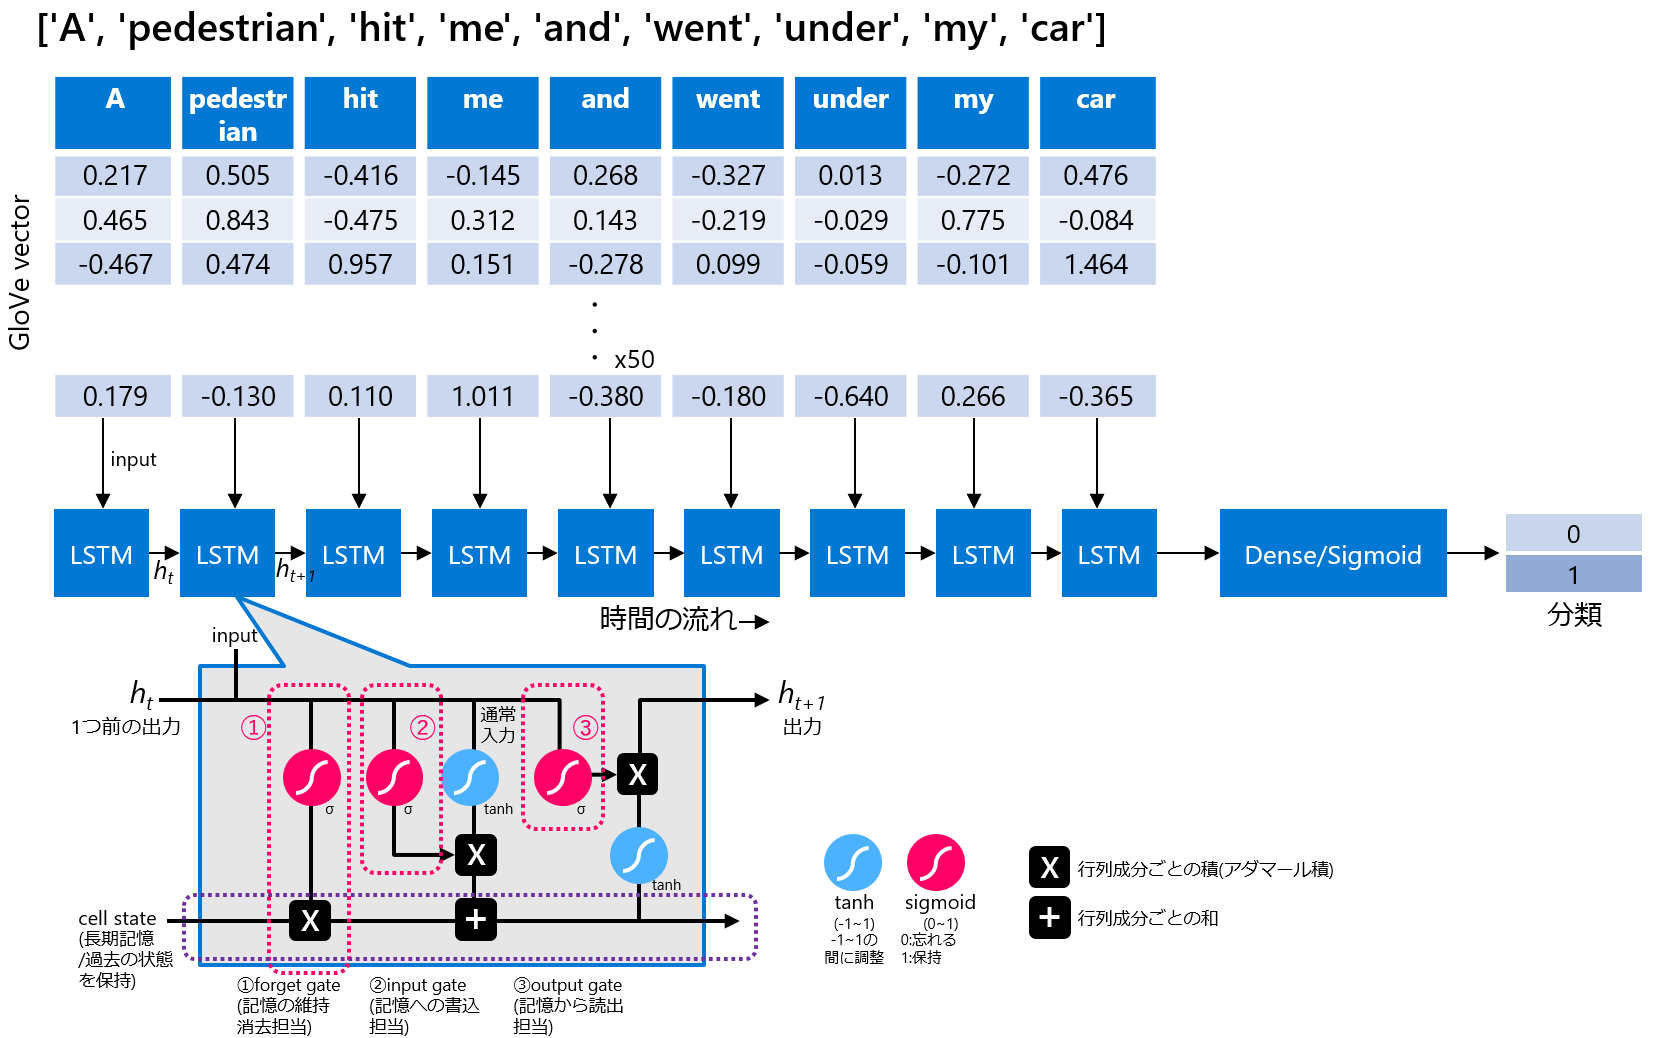 ['A', 'pedestrian', 'hit', 'me', 'and', 'went', 'under', 'my', 'car']
A pedestr ian hit me and went under my car
GloVe vector
0.217 0.505 -0.416 -0.145 0.268 -0.327 0.013 -0.272 0.476
0.465 0.843 -0.475 0.312 0.143 -0.219 -0.029 0.775 -0.084
-0.467 0.474 0.957 0.151 -0.278 0.099 -0.059 -0.101 1.464
x50
0.179 -0.130 0.110 1.011 -0.380 -0.180 -0.640 0.266 -0.365
input
LSTM LSTM LSTM LSTM LSTM LSTM LSTM LSTM LSTM Dense/Sigmoid
ht
ht+1
0
1
分類
時間の流れ
input
ht
1つ前の出力
①
②
通常
入力
③
ht+1
出力
σ
σ
tanh
σ
X
X
tanh
cell state
(長期記憶
/過去の状態
を保持)
X
+
①forget gate
(記憶の維持
消去担当)
②input gate
(記憶への書込
担当)
③output gate
(記憶から読出
担当)
tanh
(-1~1)
-1~1の
間に調整
sigmoid
(0~1)
0:忘れる
1:保持
X 行列成分ごとの積(アダマール積)
+ 行列成分ごとの和